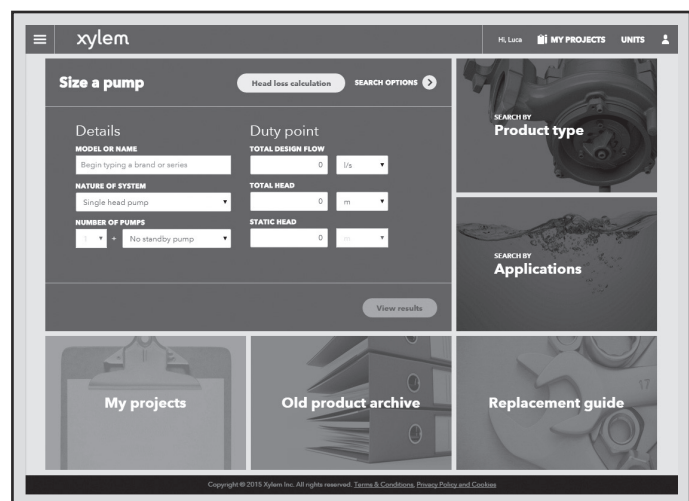 xylem
Hi, Luca MY PROJECTS UNITS
Size a pump
Head loss calculation
SEARCH OPTIONS
Details
MODEL OR NAME
Begin typing a brand or series
NATURE OF SYSTEM
Single head pump
NUMBER OF PUMPS
1 + No standby pump
Duty point
TOTAL DESIGN FLOW
0 l/s
TOTAL HEAD
0 m
STATIC HEAD
0 m
View results
SEARCH BY
Product type
SEARCH BY
Applications
My projects
Old product archive
Replacement guide
17
Copyright © 2015 Xylem Inc. All rights reserved. Terms & Conditions, Privacy Policy and Cookies